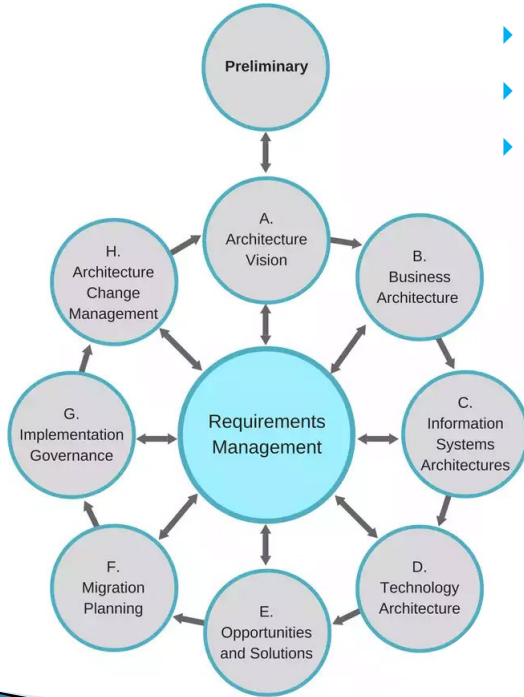 Preliminary
A.
Architecture
Vision
B.
Business
Architecture
C.
Information
Systems
Architectures
D.
Technology
Architecture
E.
Opportunities
and Solutions
F.
Migration
Planning
G.
Implementation
Governance
H.
Architecture
Change
Management
Requirements
Management